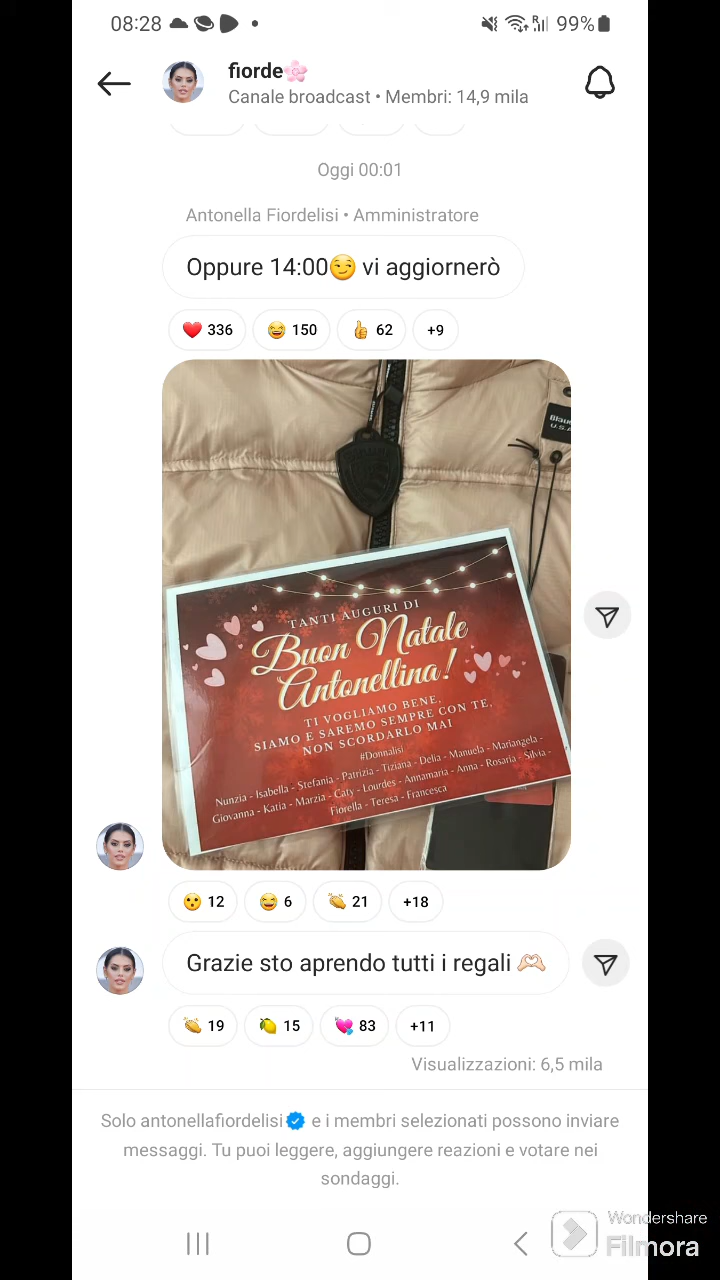 08:28
99%
fiorde🌸
Canale broadcast • Membri: 14,9 mila
Oggi 00:01
Antonella Fiordelisi • Amministratore
Oppure 14:00😏 vi aggiornerò
❤️ 336 😂 150 👍🏻 62 +9
U.S.A
TANTI AUGURI DI
Buon Natale
Antonellina!
TI VOGLIAMO BENE,
SIAMO E SAREMO SEMPRE CON TE,
NON SCORDARLO MAI
#Donnalisi
Nunzia - Isabella - Stefania - Patrizia - Tiziana - Delia - Manuela - Mariangela -
Giovanna - Katia - Marzia - Caty - Lourdes - Annamaria - Anna - Rosaria - Silvia -
Fiorella - Teresa - Francesca
😯 12 😂 6 👏 21 +18
Grazie sto aprendo tutti i regali 🫶🏻
👏 19 🍋 15 💘 83 +11
Visualizzazioni: 6,5 mila
Solo antonellafiordelisi e i membri selezionati possono inviare
messaggi. Tu puoi leggere, aggiungere reazioni e votare nei
sondaggi.
Wondershare
Filmora